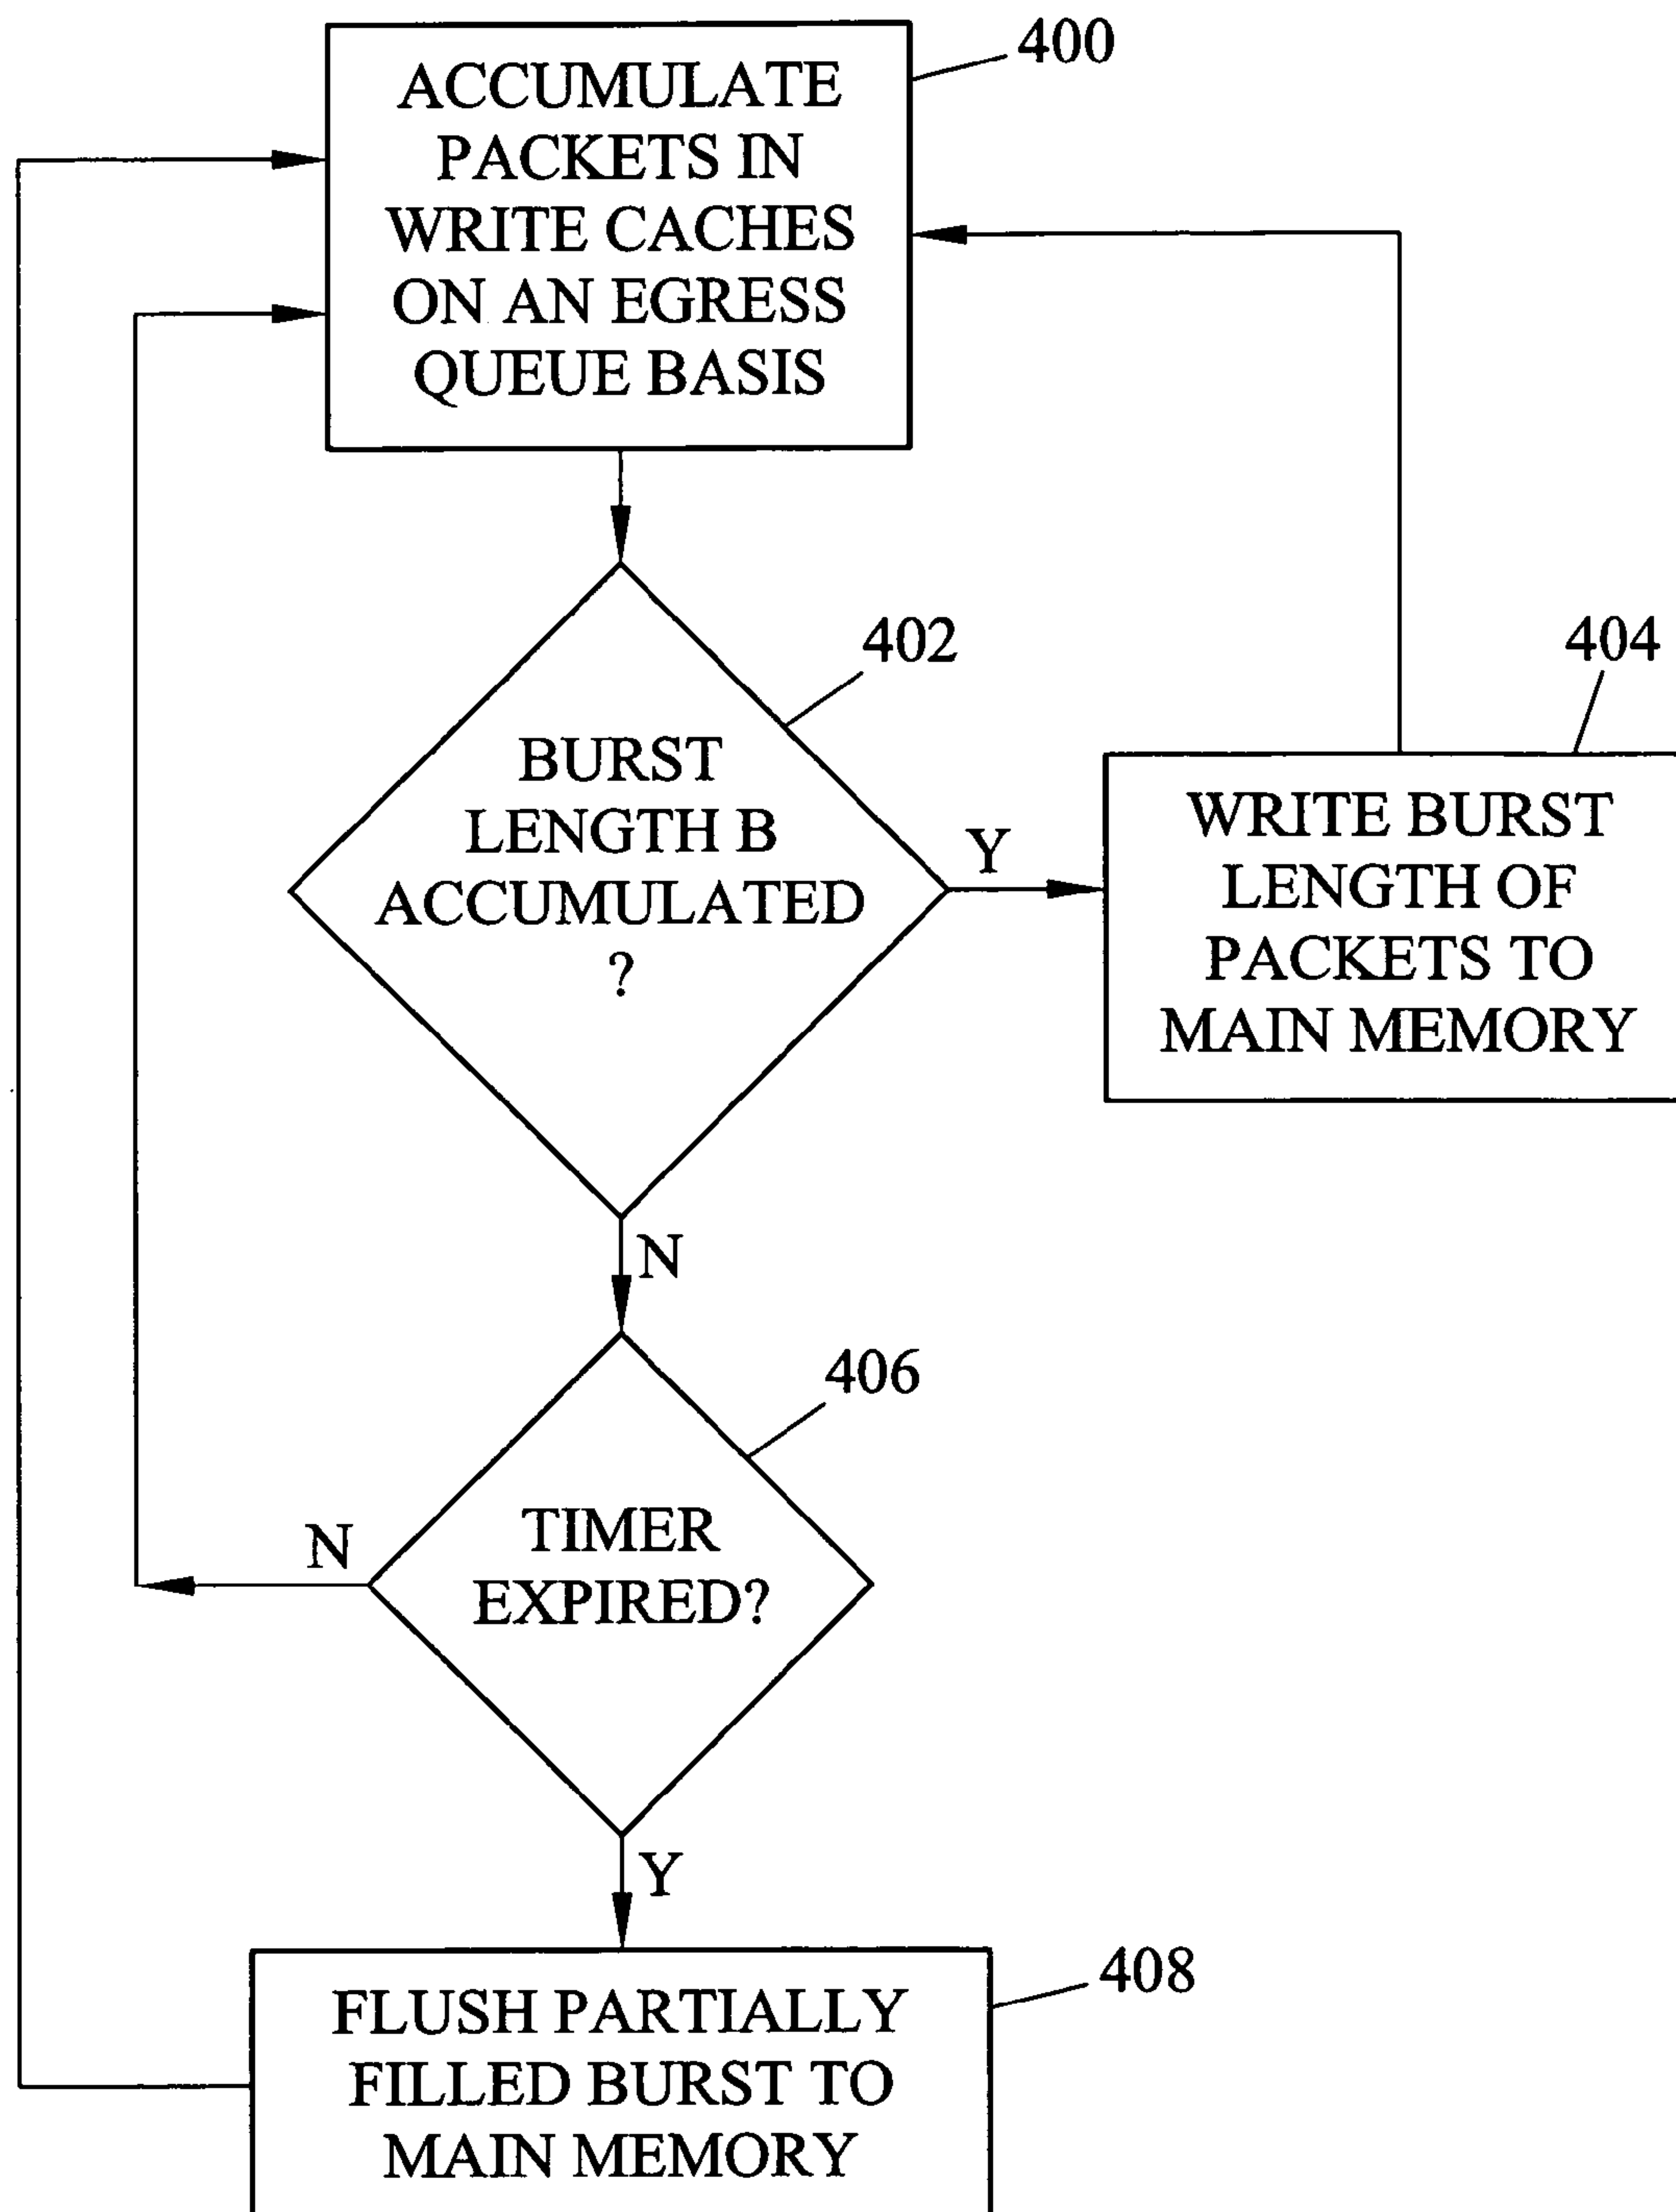 400
ACCUMULATE
PACKETS IN
WRITE CACHES
ON AN EGRESS
QUEUE BASIS
402
BURST
LENGTH B
ACCUMULATED
?
Y
404
WRITE BURST
LENGTH OF
PACKETS TO
MAIN MEMORY
N
406
TIMER
EXPIRED?
N
Y
408
FLUSH PARTIALLY
FILLED BURST TO
MAIN MEMORY